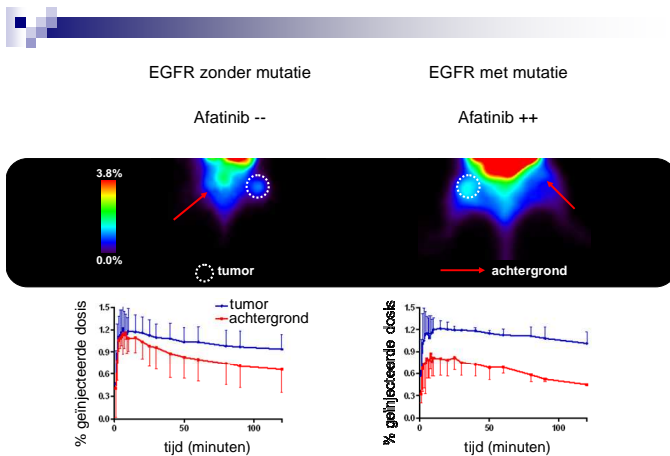 EGFR zonder mutatie EGFR met mutatie
Afatinib -- Afatinib ++
3.8%
0.0%
tumor achtergrond
tumor
achtergrond
% geïnjecteerde dosis
1.5
1.2
0.9
0.6
0.3
0.0
0 50 100
tijd (minuten)
% geïnjecteerde dosis
1.5
1.2
0.9
0.6
0.3
0.0
0 50 100
tijd (minuten)